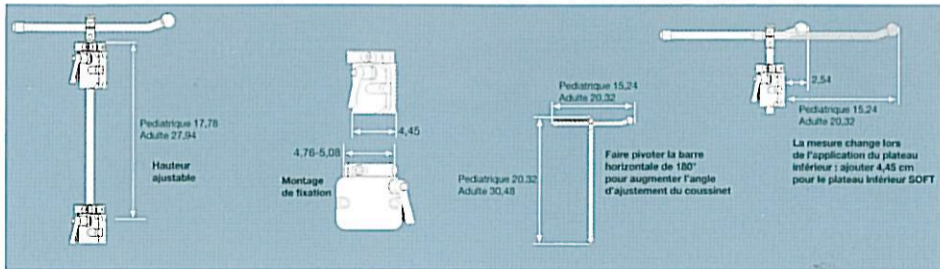 Pediatrique 17,78
Adulte 27,94
Hauteur
ajustable
4,45
4,76-5,08
Montage
de fixation
Pediatrique 15,24
Adulte 20,32
Pediatrique 20,32
Adulte 30,48
Faire pivoter la barre
horizontale de 180°
pour augmenter l'angle
d'ajustement du coussinet
2,54
Pediatrique 15,24
Adulte 20,32
La mesure change lors
de l'application du plateau
inférieur : ajouter 4,45 cm
pour le plateau inférieur SOFT